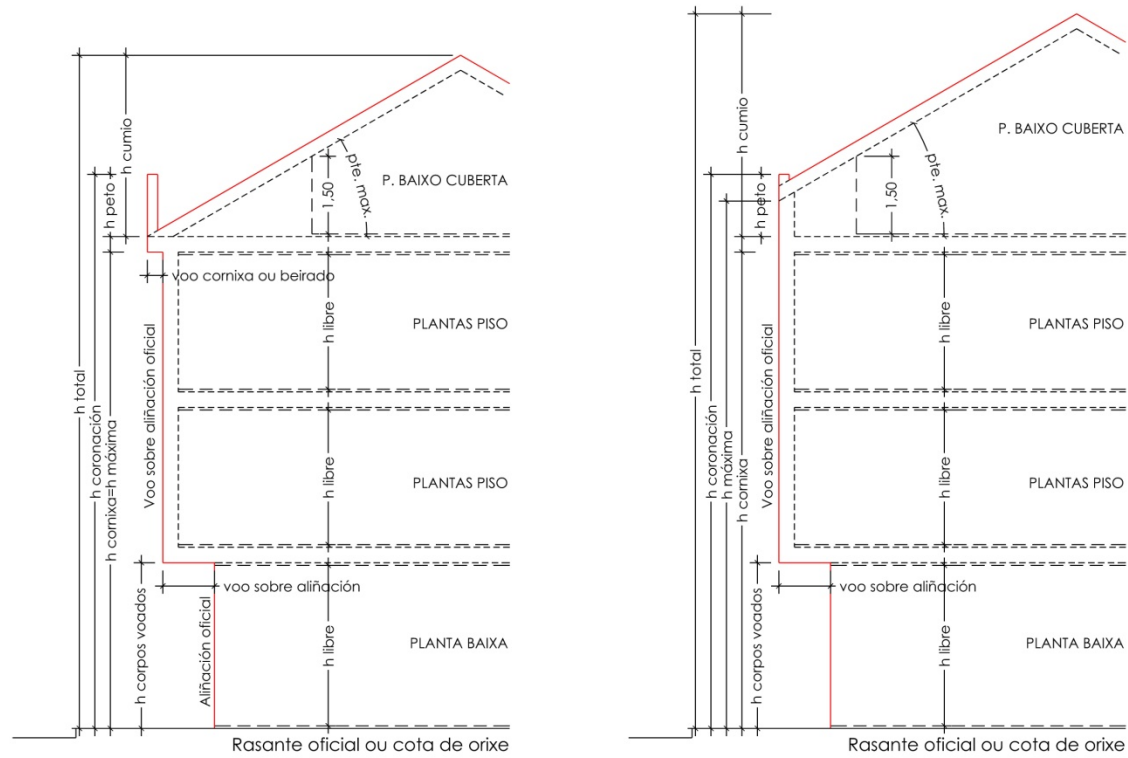 h total
h coronación
h cornixa=h máxima
h peto
h cumio
h corpos voados
Voo sobre aliñación oficial
Aliñación oficial
voo cornixa ou beirado
voo sobre aliñación
1,50
pte. max.
P. BAIXO CUBERTA
h libre
PLANTAS PISO
h libre
PLANTAS PISO
h libre
PLANTA BAIXA
Rasante oficial ou cota de orixe
h total
h coronación
h máxima
h cornixa
h peto
h cumio
h corpos voados
Voo sobre aliñación oficial
voo sobre aliñación
1,50
pte. max.
P. BAIXO CUBERTA
h libre
PLANTAS PISO
h libre
PLANTAS PISO
h libre
PLANTA BAIXA
Rasante oficial ou cota de orixe